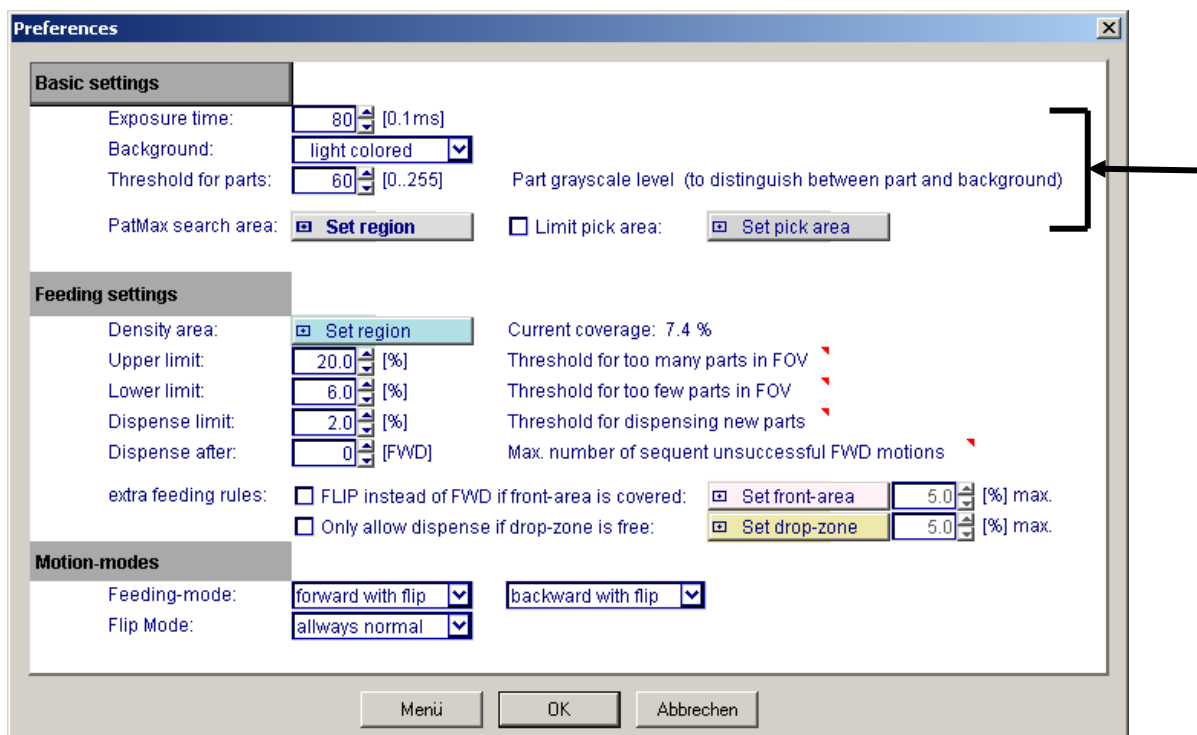 Preferences
Basic settings
Exposure time: 80 [0.1ms]
Background: light colored
Threshold for parts: 60 [0..255] Part grayscale level (to distinguish between part and background)
PatMax search area: Set region Limit pick area: Set pick area
Feeding settings
Density area: Set region Current coverage: 7.4 %
Upper limit: 20.0 [%] Threshold for too many parts in FOV
Lower limit: 6.0 [%] Threshold for too few parts in FOV
Dispense limit: 2.0 [%] Threshold for dispensing new parts
Dispense after: 0 [FWD] Max. number of sequent unsuccessful FWD motions
extra feeding rules: FLIP instead of FWD if front-area is covered: Set front-area 5.0 [%] max.
Only allow dispense if drop-zone is free: Set drop-zone 5.0 [%] max.
Motion-modes
Feeding-mode: forward with flip backward with flip
Flip Mode: allways normal
Menü OK Abbrechen